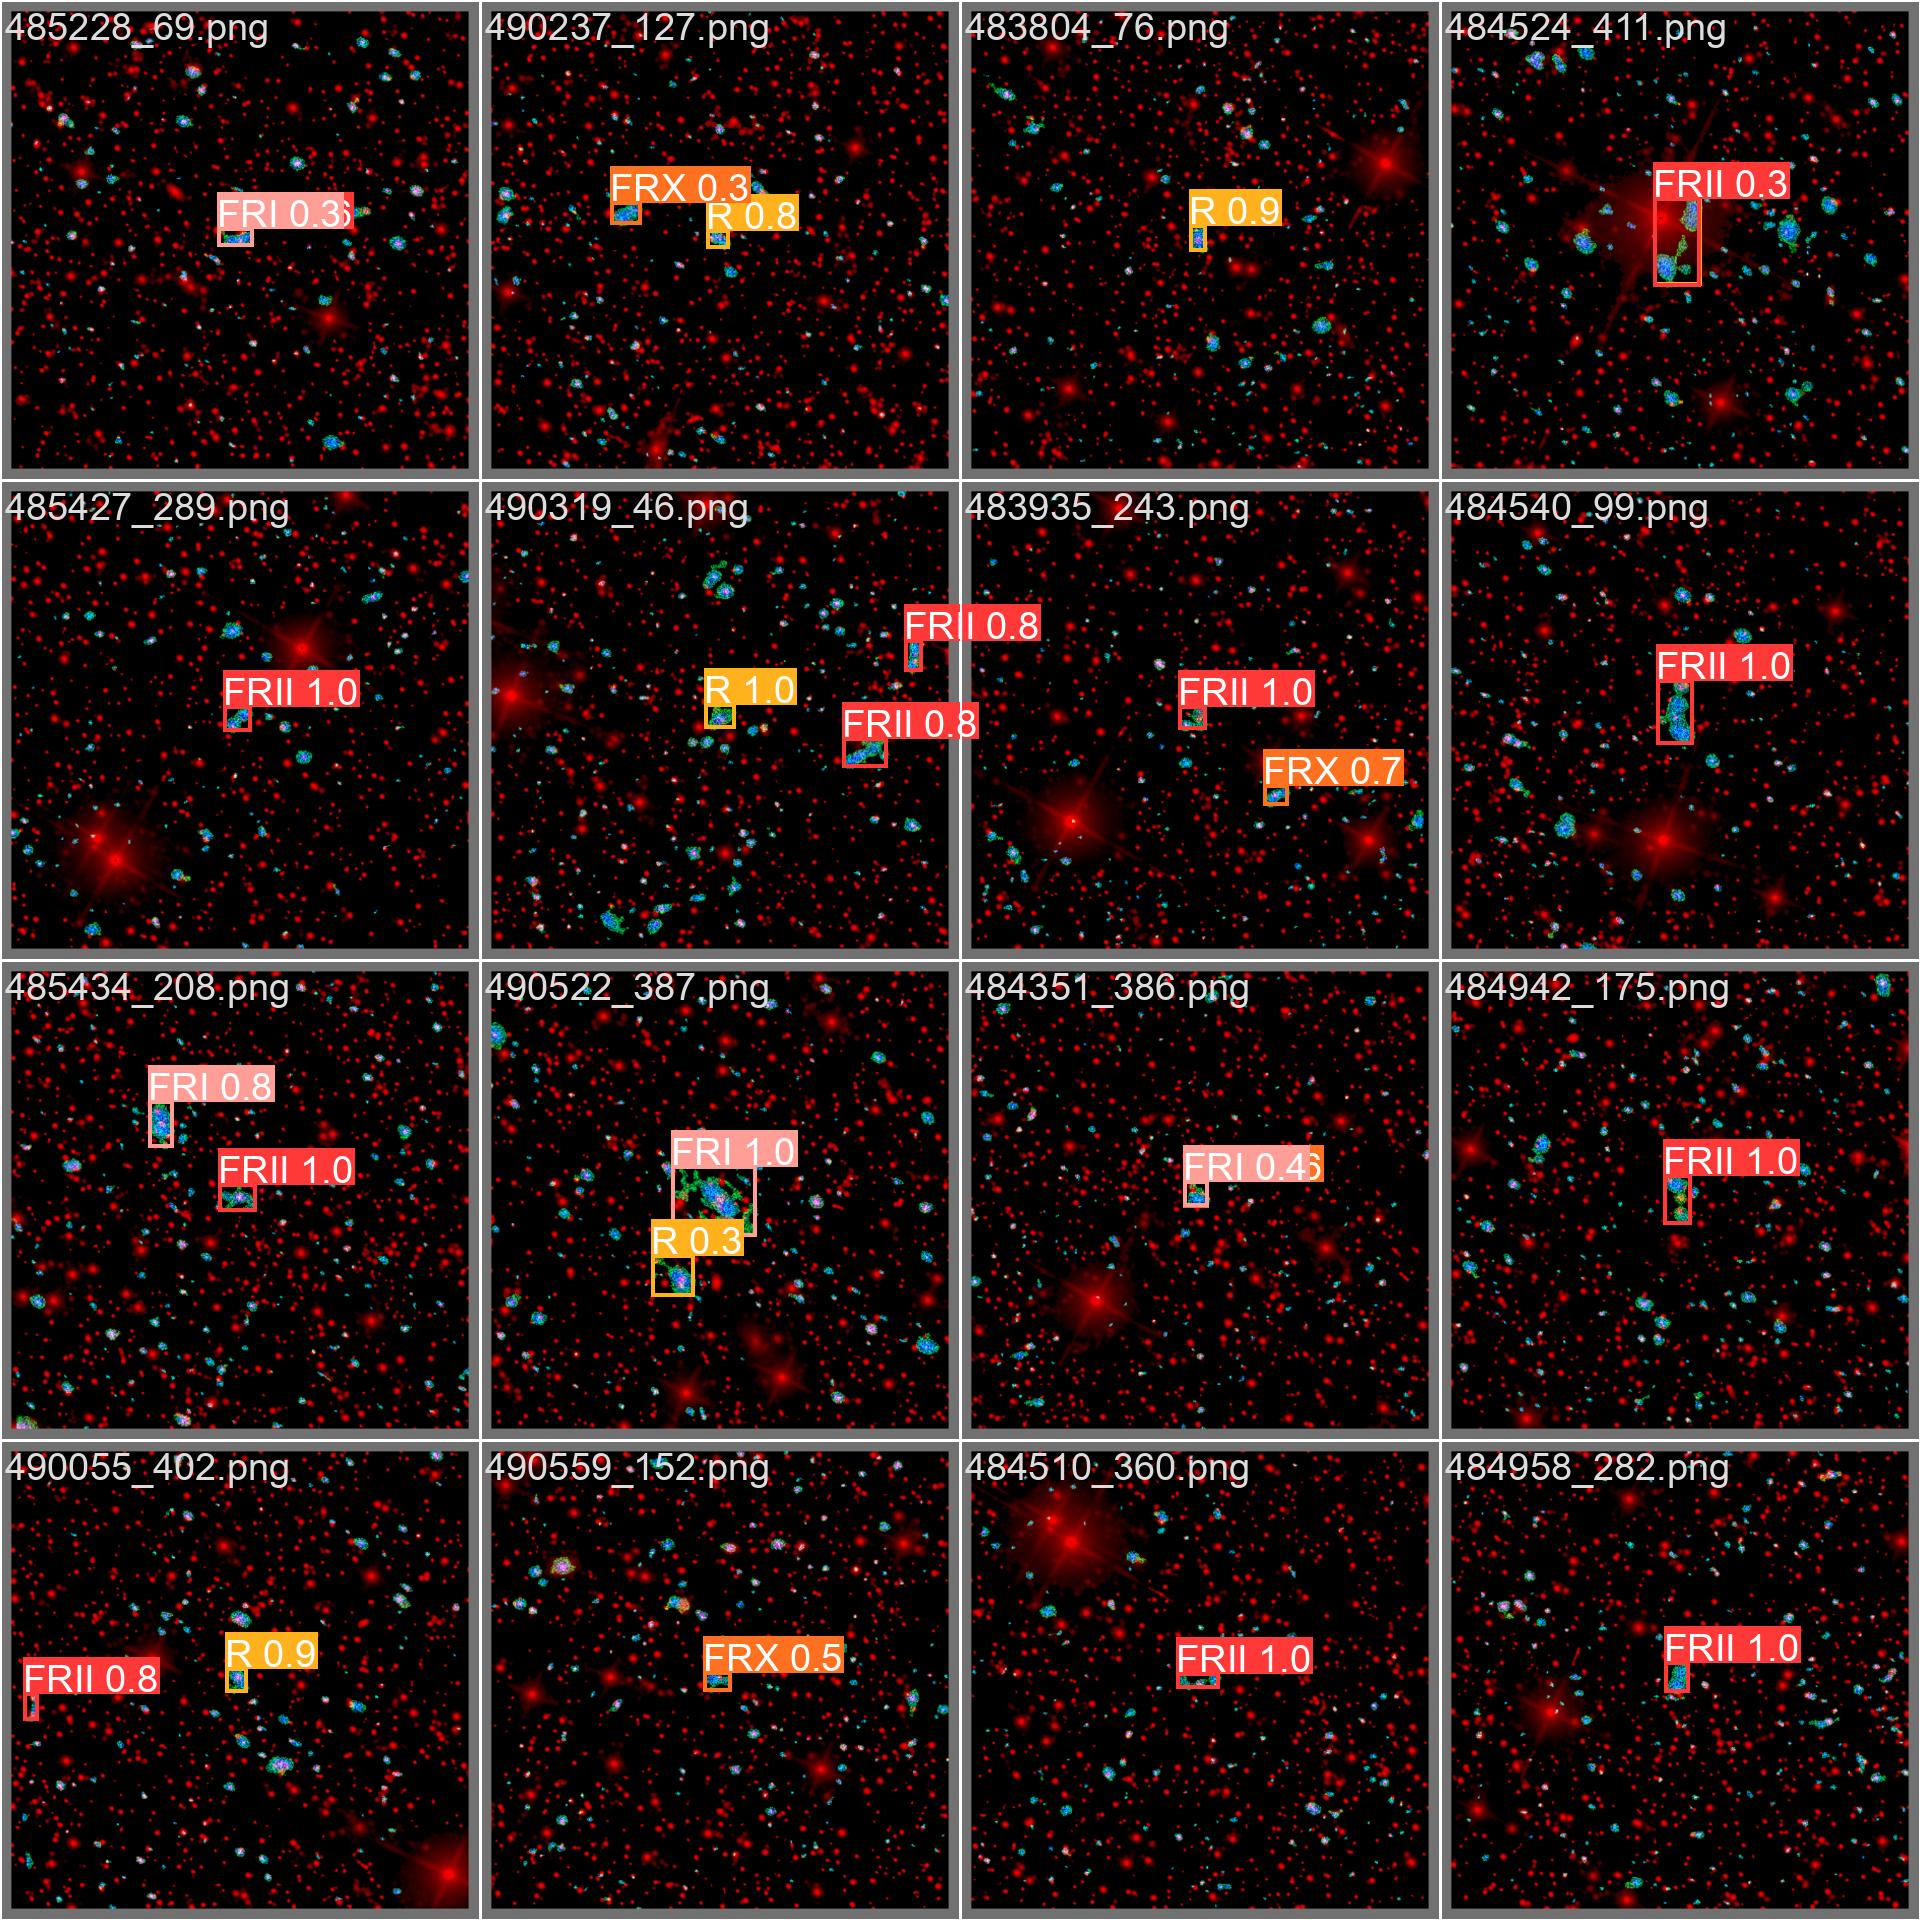 485228_69.png
FRI 0.3
490237_127.png
FRX 0.3
R 0.8
483804_76.png
R 0.9
484524_411.png
FRII 0.3
485427_289.png
FRII 1.0
490319_46.png
FRII 0.8
R 1.0
FRII 0.8
483935_243.png
FRII 1.0
FRX 0.7
484540_99.png
FRII 1.0
485434_208.png
FRI 0.8
FRII 1.0
490522_387.png
FRI 1.0
R 0.3
484351_386.png
FRI 0.4
484942_175.png
FRII 1.0
490055_402.png
R 0.9
FRII 0.8
490559_152.png
FRX 0.5
484510_360.png
FRII 1.0
484958_282.png
FRII 1.0